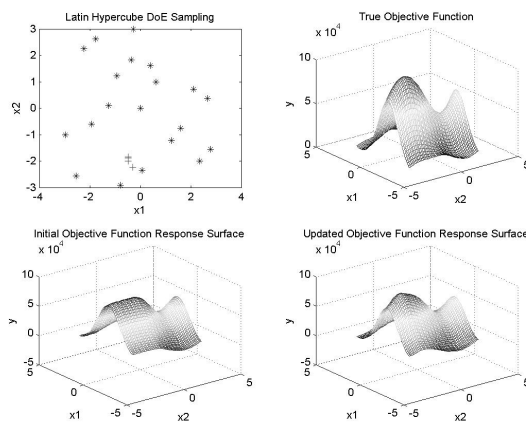 Latin Hypercube DoE Sampling
3
2
1
0
-1
-2
-3
x2
-4
-2
0
2
4
x1
True Objective Function
x 10^4
10
5
0
y
5
0
-5
x1
-5
0
5
x2
Initial Objective Function Response Surface
x 10^4
10
5
0
-5
y
5
0
-5
x1
-5
0
5
x2
Updated Objective Function Response Surface
x 10^4
10
5
0
-5
y
5
0
-5
x1
-5
0
5
x2